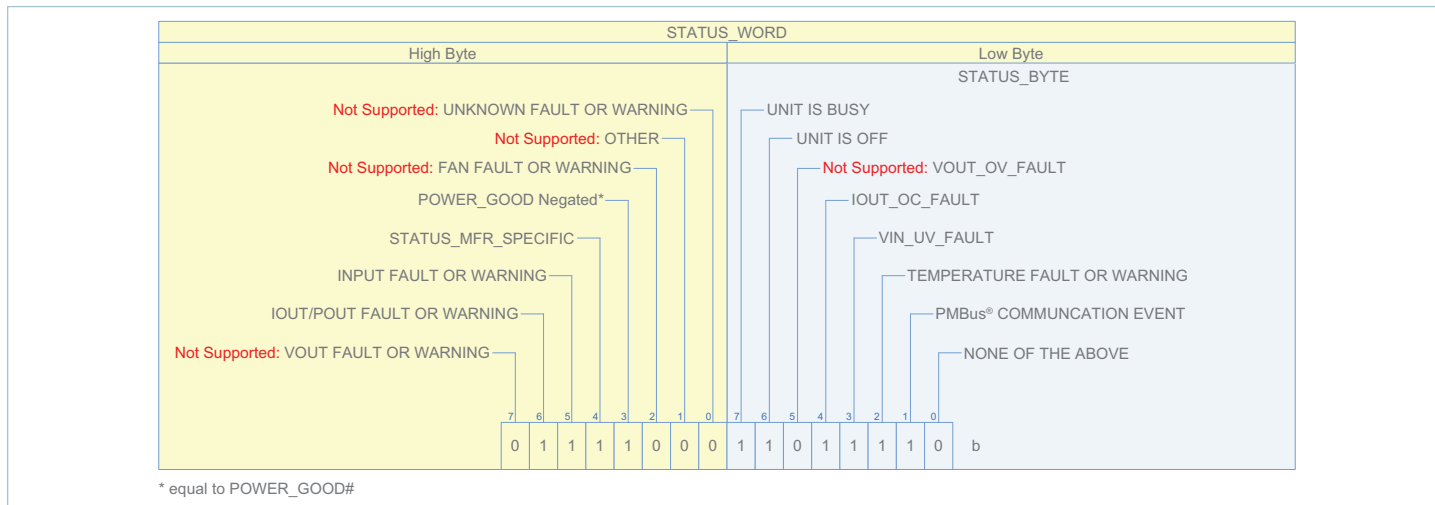 STATUS_WORD
High Byte Low Byte
STATUS_BYTE
Not Supported: UNKNOWN FAULT OR WARNING UNIT IS BUSY
Not Supported: OTHER UNIT IS OFF
Not Supported: FAN FAULT OR WARNING Not Supported: VOUT_OV_FAULT
POWER_GOOD Negated* IOUT_OC_FAULT
STATUS_MFR_SPECIFIC VIN_UV_FAULT
INPUT FAULT OR WARNING TEMPERATURE FAULT OR WARNING
IOUT/POUT FAULT OR WARNING PMBus® COMMUNCATION EVENT
Not Supported: VOUT FAULT OR WARNING NONE OF THE ABOVE
7 6 5 4 3 2 1 0 7 6 5 4 3 2 1 0
0 1 1 1 1 0 0 0 1 1 0 1 1 1 1 0 b
* equal to POWER_GOOD#